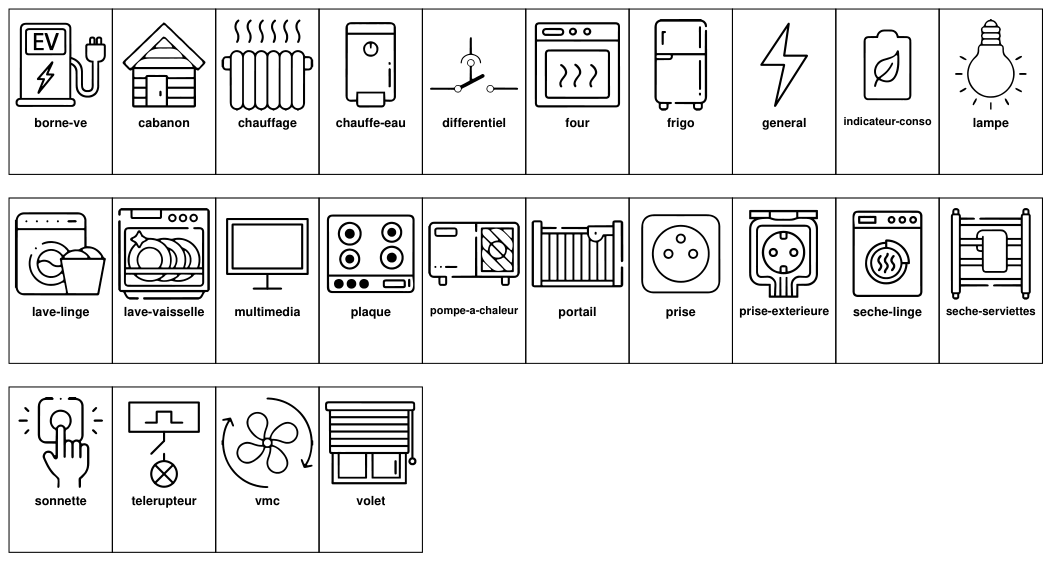 EV
borne-ve
cabanon
chauffage
chauffe-eau
differentiel
four
frigo
general
indicateur-conso
lampe
lave-linge
lave-vaisselle
multimedia
plaque
pompe-a-chaleur
portail
prise
prise-exterieure
seche-linge
seche-serviettes
sonnette
telerupteur
vmc
volet